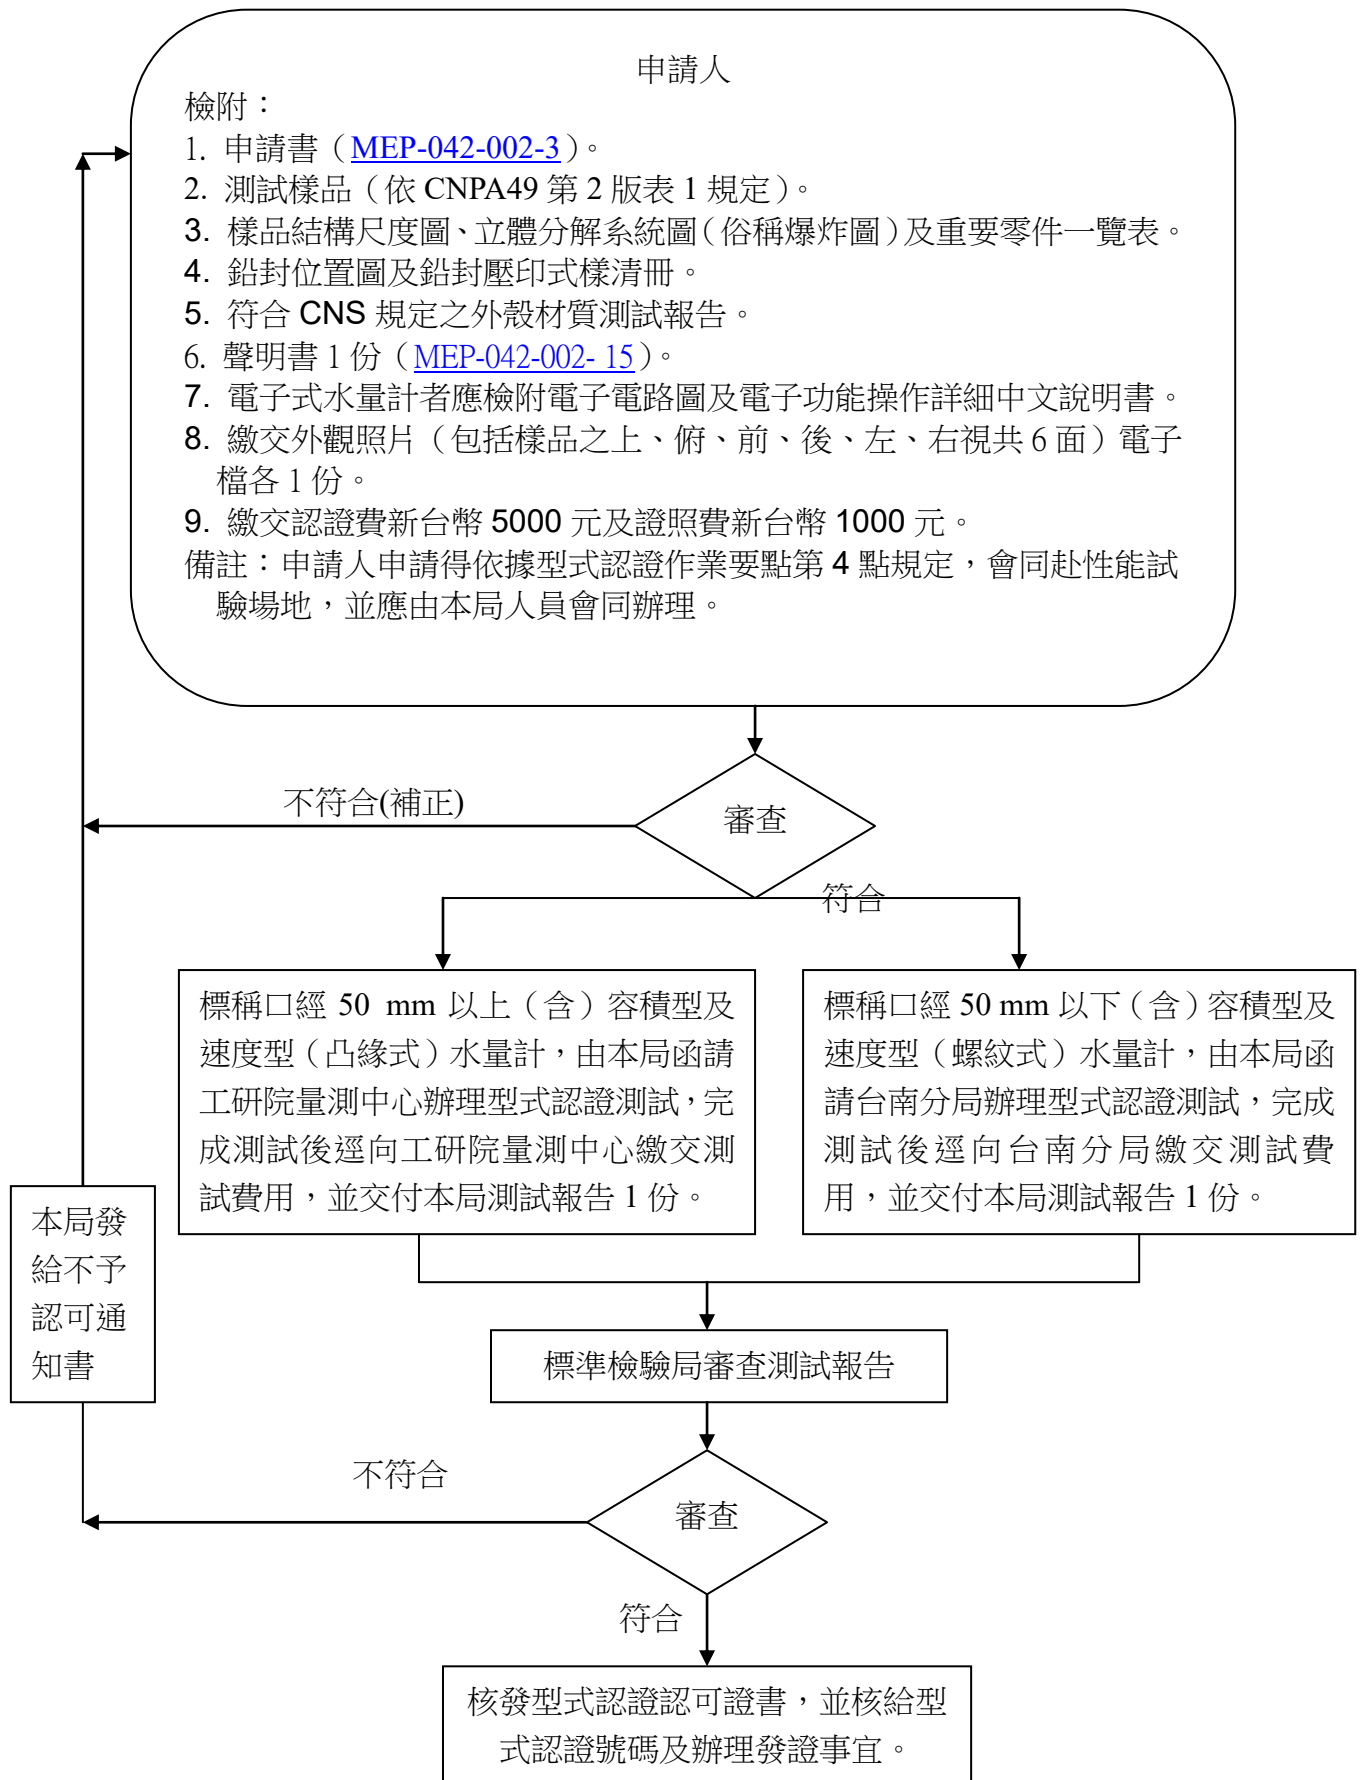 申請人
檢附：
1. 申請書（MEP-042-002-3）。
2. 測試樣品（依 CNPA49 第 2 版表 1 規定）。
3. 樣品結構尺度圖、立體分解系統圖（俗稱爆炸圖）及重要零件一覽表。
4. 鉛封位置圖及鉛封壓印式樣清冊。
5. 符合 CNS 規定之外殼材質測試報告。
6. 聲明書 1 份（MEP-042-002- 15）。
7. 電子式水量計者應檢附電子電路圖及電子功能操作詳細中文說明書。
8. 繳交外觀照片（包括樣品之上、俯、前、後、左、右視共 6 面）電子
檔各 1 份。
9. 繳交認證費新台幣 5000 元及證照費新台幣 1000 元。
備註：申請人申請得依據型式認證作業要點第 4 點規定，會同赴性能試
驗場地，並應由本局人員會同辦理。
不符合(補正)
審查
符合
標稱口經 50 mm 以上（含）容積型及
速度型（凸緣式）水量計，由本局函請
工研院量測中心辦理型式認證測試，完
成測試後逕向工研院量測中心繳交測
試費用，並交付本局測試報告 1 份。
標稱口經 50 mm 以下（含）容積型及
速度型（螺紋式）水量計，由本局函
請台南分局辦理型式認證測試，完成
測試後逕向台南分局繳交測試費
用，並交付本局測試報告 1 份。
本局發
給不予
認可通
知書
標準檢驗局審查測試報告
不符合
審查
符合
核發型式認證認可證書，並核給型
式認證號碼及辦理發證事宜。